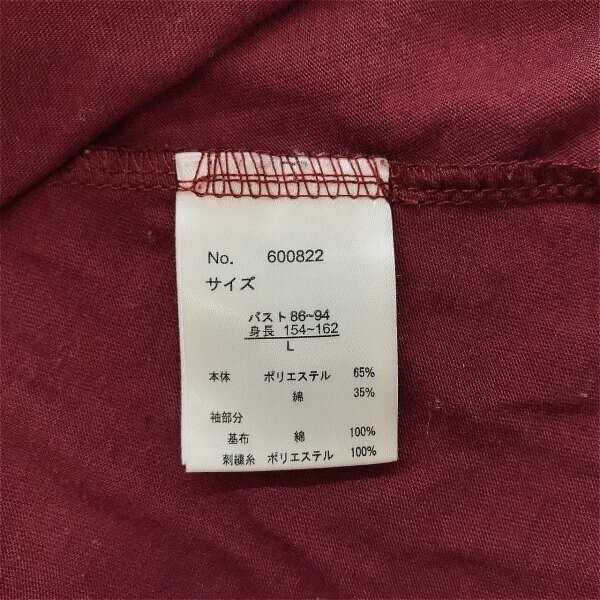 No. 600822
サイズ
バスト 86~94
身長 154~162
L
本体 ポリエステル 65%
綿 35%
袖部分
基布 綿 100%
刺繍糸 ポリエステル 100%